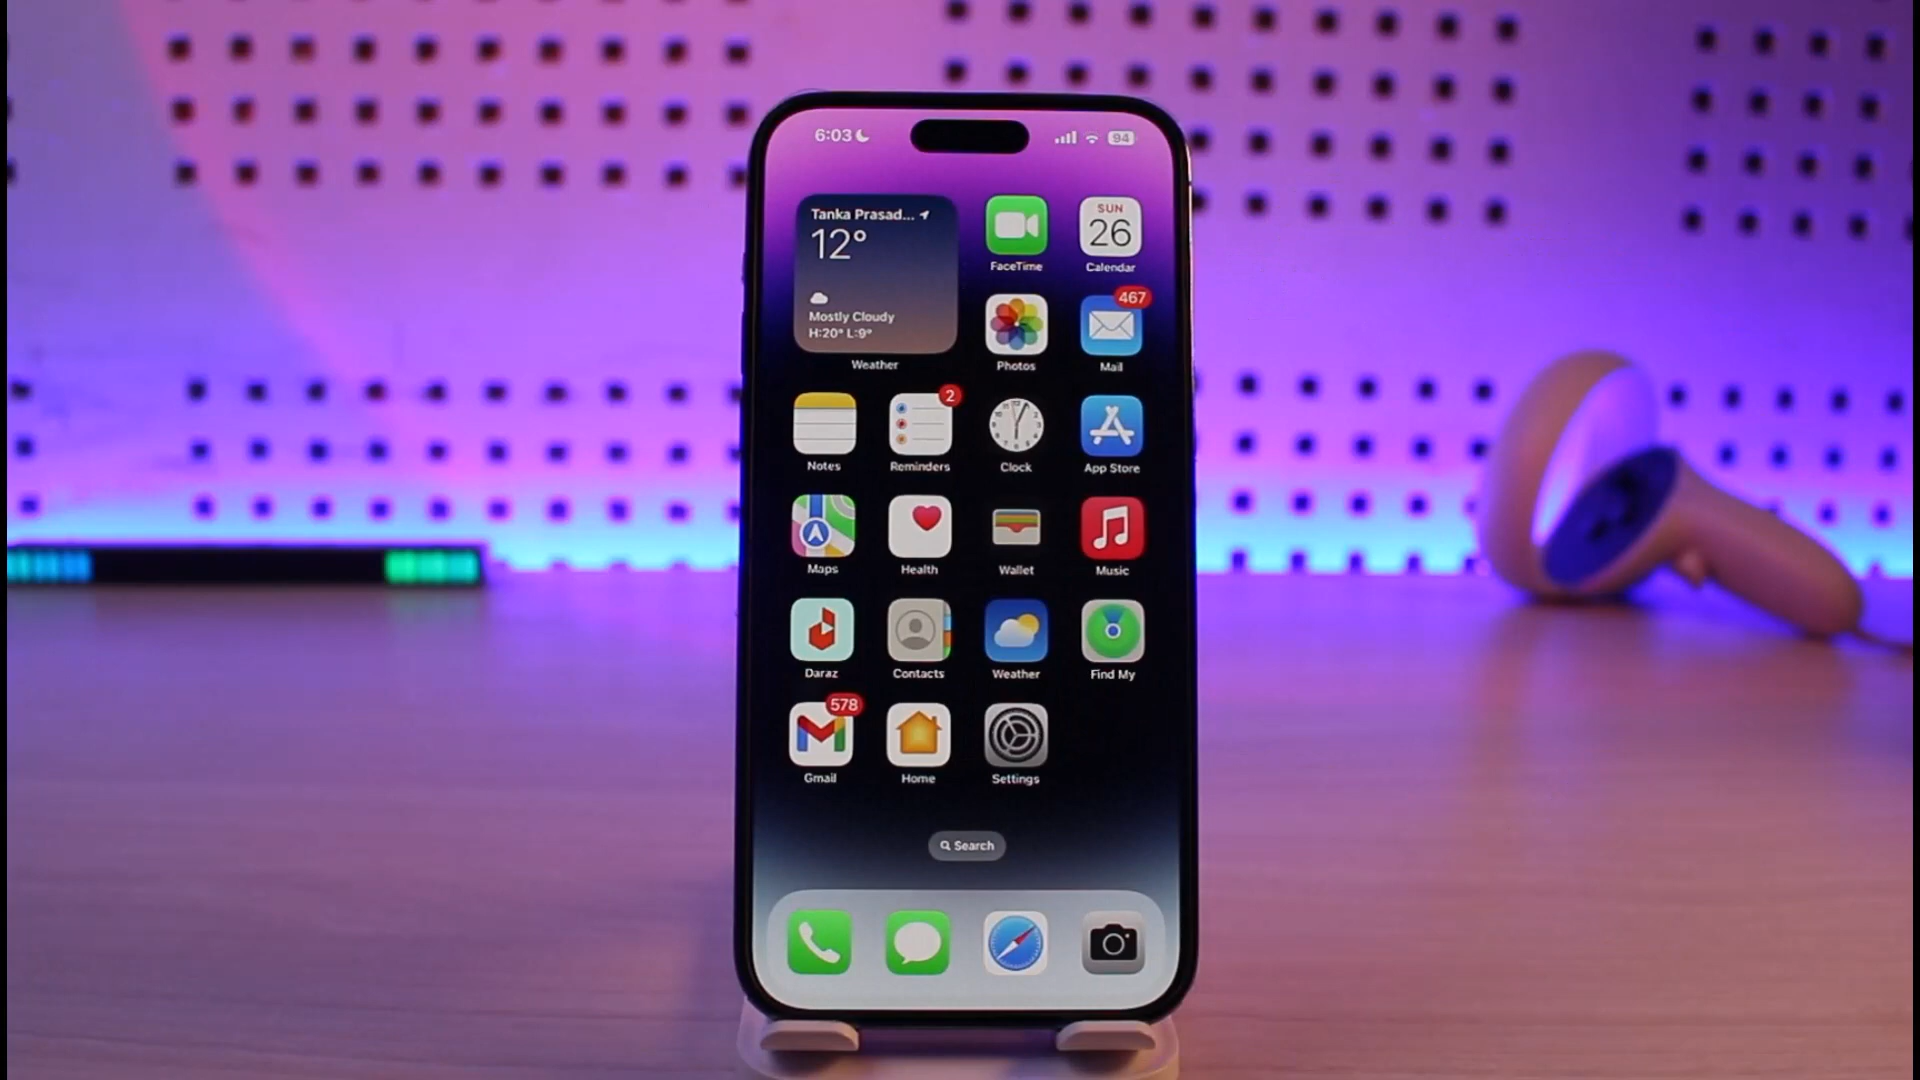 6:03
94
Tanka Prasad...
12°
Mostly Cloudy
H:20° L:9°
Weather
FaceTime
SUN
26
Calendar
Photos
467
Mail
Notes
2
Reminders
Clock
App Store
Maps
Health
Wallet
Music
Daraz
Contacts
Weather
Find My
578
Gmail
Home
Settings
Search